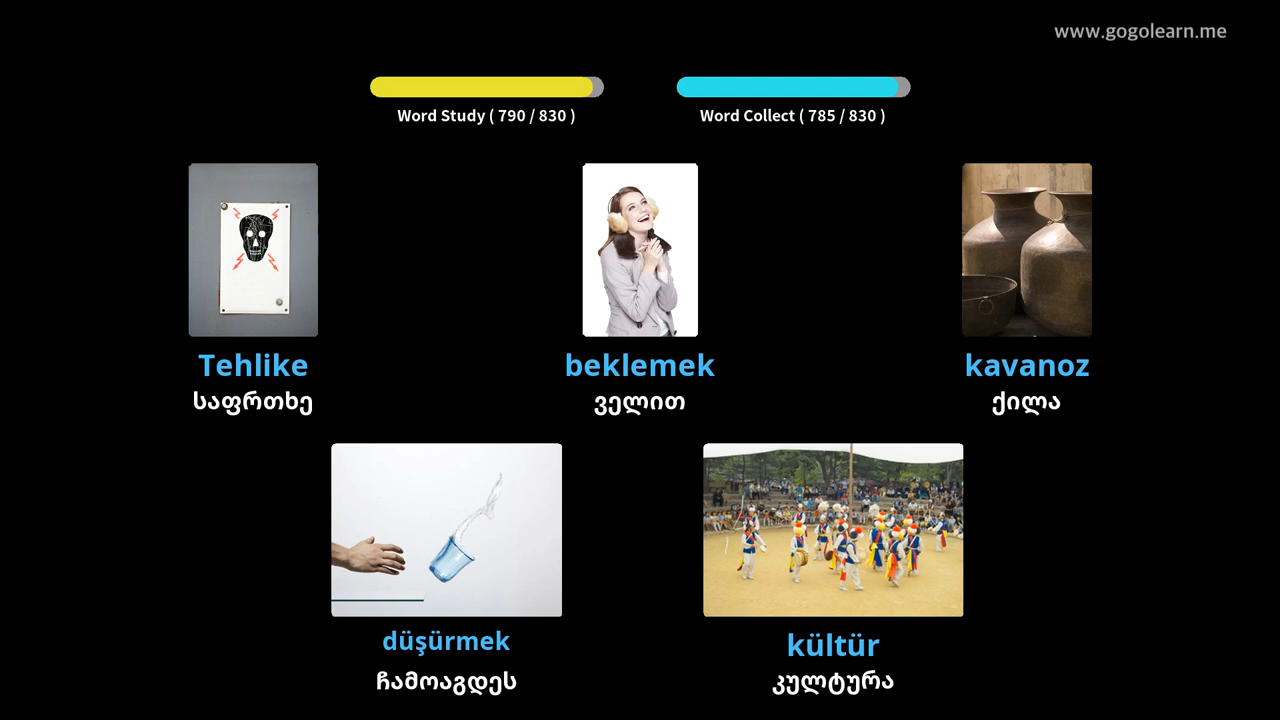 www.gogolearn.me
Word Study ( 790 / 830 )
Word Collect ( 785 / 830 )
Tehlike
საფრთხე
beklemek
ველით
kavanoz
ქილა
düşürmek
ჩამოაგდეს
kültür
კულტურა